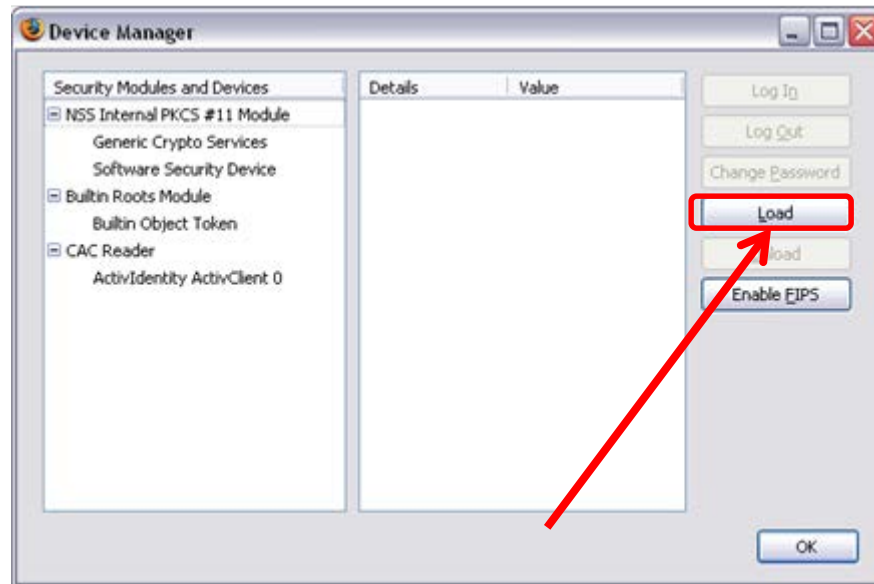 Device Manager
Security Modules and Devices
NSS Internal PKCS #11 Module
Generic Crypto Services
Software Security Device
Builtin Roots Module
Builtin Object Token
CAC Reader
ActivIdentity ActivClient 0
Details Value
Log In
Log Out
Change Password
Load
Enable FIPS
OK